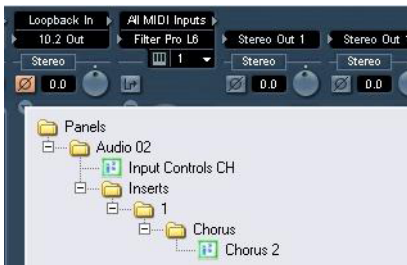 Loopback In All MIDI Inputs
10.2 Out Filter Pro L6 Stereo Out 1 Stereo Out
Stereo 1 Stereo Stereo
0.0 0.0 0.0
Panels
Audio 02
Input Controls CH
Inserts
1
Chorus
Chorus 2